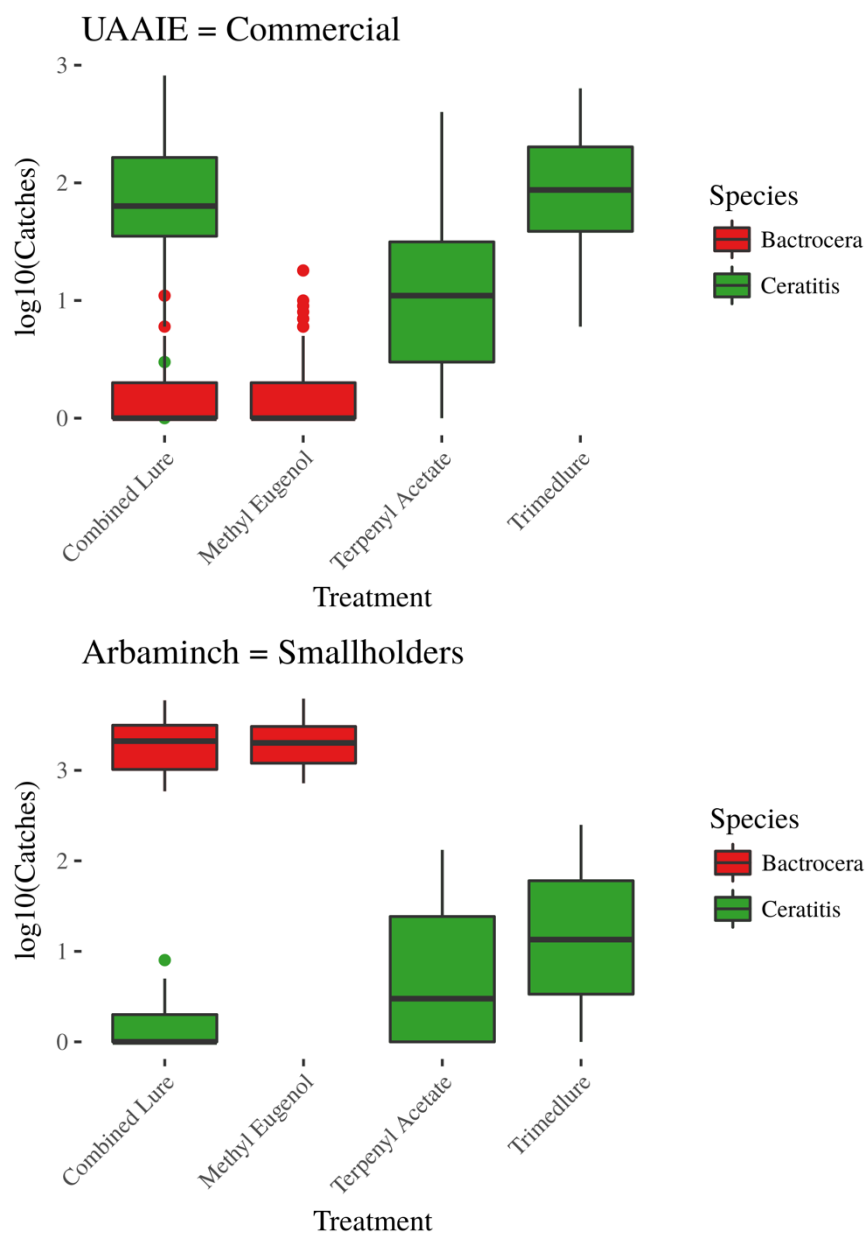 UAAIE = Commercial
3
2
1
0
log10(Catches)
Combined Lure
Methyl Eugenol
Terpenyl Acetate
Trimedlure
Treatment
Species
Bactrocera
Ceratitis
Arbaminch = Smallholders
3
2
1
0
log10(Catches)
Combined Lure
Methyl Eugenol
Terpenyl Acetate
Trimedlure
Treatment
Species
Bactrocera
Ceratitis